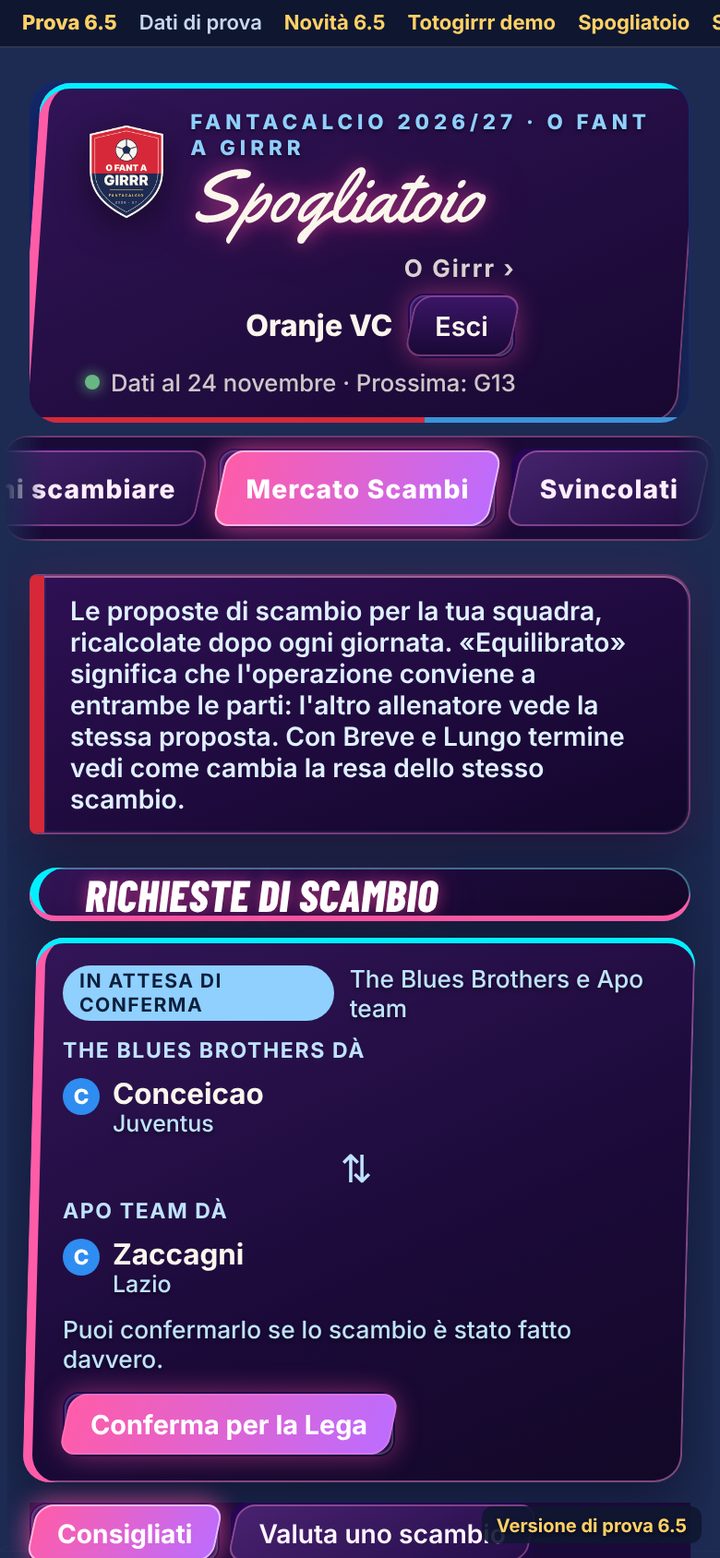 Prova 6.5 Dati di prova Novità 6.5 Totogirrr demo Spogliatoio
FANTACALCIO 2026/27 · O FANT
A GIRRR
O FANT A
GIRRR
FANTACALCIO
Spogliatoio
O Girrr ›
Oranje VC Esci
Dati al 24 novembre · Prossima: G13
scambiare Mercato Scambi Svincolati
Le proposte di scambio per la tua squadra,
ricalcolate dopo ogni giornata. «Equilibrato»
significa che l'operazione conviene a
entrambe le parti: l'altro allenatore vede la
stessa proposta. Con Breve e Lungo termine
vedi come cambia la resa dello stesso
scambio.
RICHIESTE DI SCAMBIO
IN ATTESA DI
CONFERMA
The Blues Brothers e Apo
team
THE BLUES BROTHERS DÀ
C Conceicao
Juventus
⇅
APO TEAM DÀ
C Zaccagni
Lazio
Puoi confermarlo se lo scambio è stato fatto
davvero.
Conferma per la Lega
Consigliati Valuta uno scambio
Versione di prova 6.5